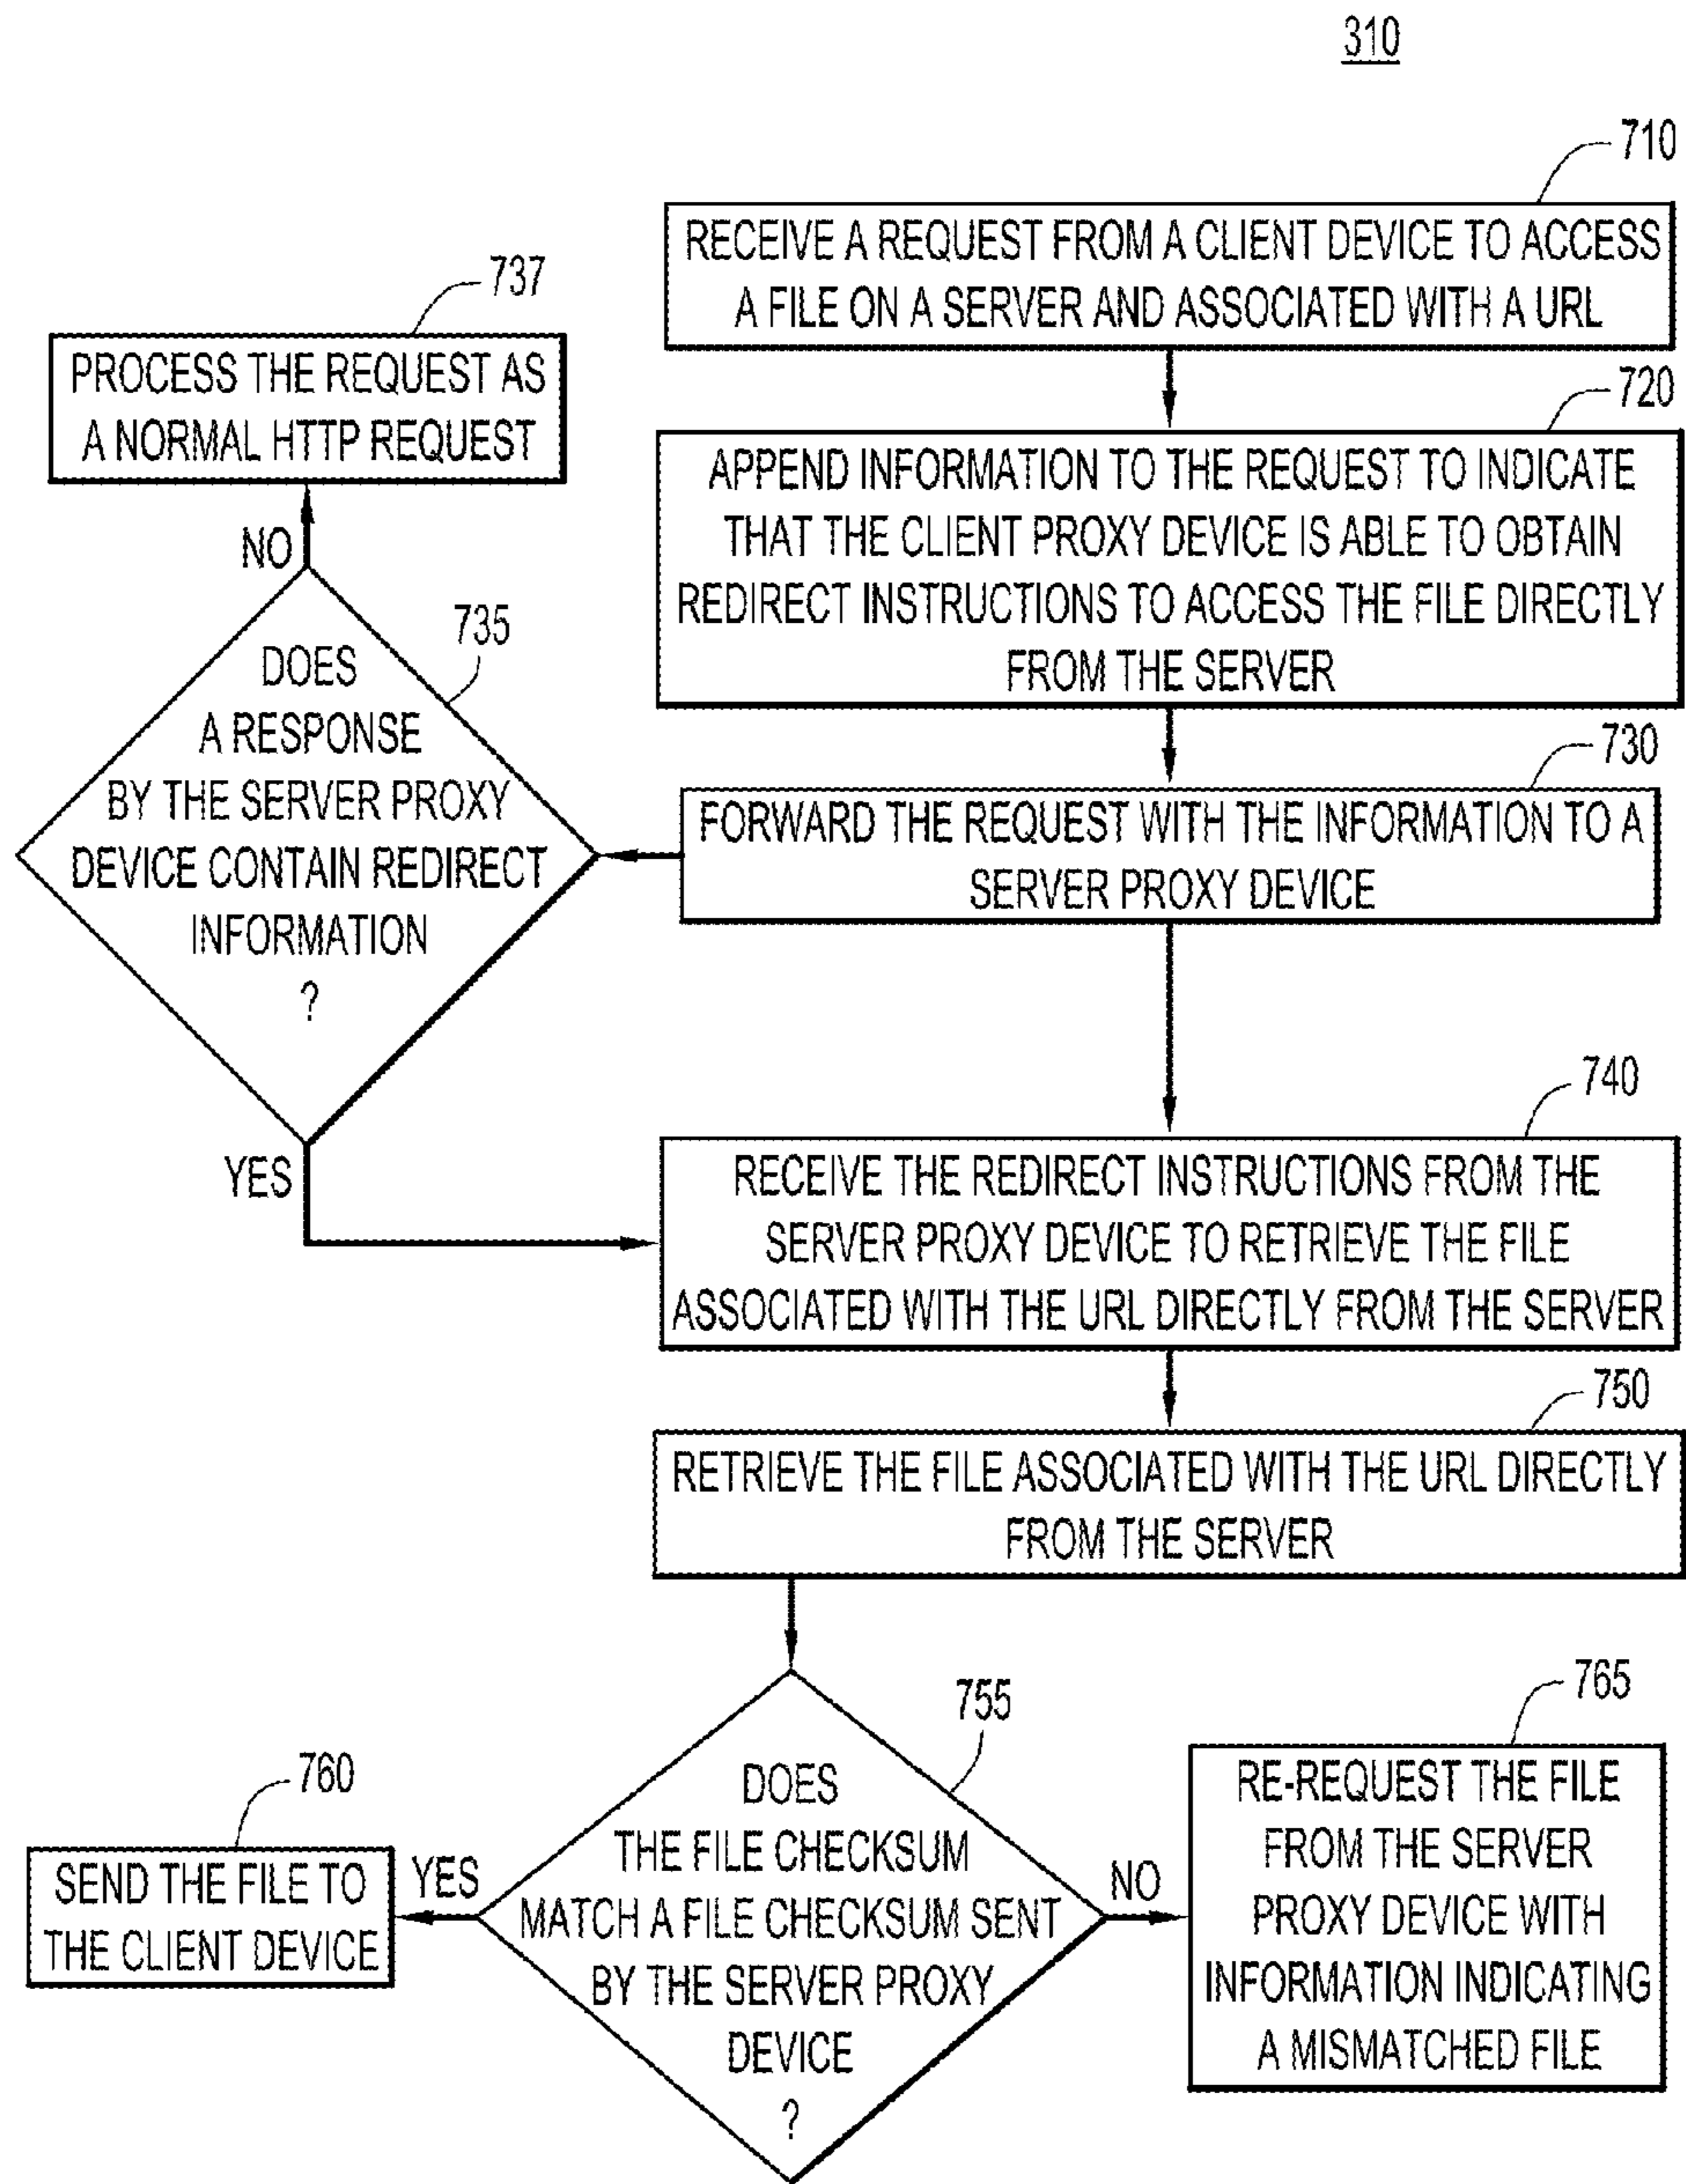 310
710
RECEIVE A REQUEST FROM A CLIENT DEVICE TO ACCESS
A FILE ON A SERVER AND ASSOCIATED WITH A URL
720
APPEND INFORMATION TO THE REQUEST TO INDICATE
THAT THE CLIENT PROXY DEVICE IS ABLE TO OBTAIN
REDIRECT INSTRUCTIONS TO ACCESS THE FILE DIRECTLY
FROM THE SERVER
730
FORWARD THE REQUEST WITH THE INFORMATION TO A
SERVER PROXY DEVICE
735
DOES
A RESPONSE
BY THE SERVER PROXY
DEVICE CONTAIN REDIRECT
INFORMATION
?
NO
737
PROCESS THE REQUEST AS
A NORMAL HTTP REQUEST
YES
740
RECEIVE THE REDIRECT INSTRUCTIONS FROM THE
SERVER PROXY DEVICE TO RETRIEVE THE FILE
ASSOCIATED WITH THE URL DIRECTLY FROM THE SERVER
750
RETRIEVE THE FILE ASSOCIATED WITH THE URL DIRECTLY
FROM THE SERVER
755
DOES
THE FILE CHECKSUM
MATCH A FILE CHECKSUM SENT
BY THE SERVER PROXY
DEVICE
?
YES
760
SEND THE FILE TO
THE CLIENT DEVICE
NO
765
RE-REQUEST THE FILE
FROM THE SERVER
PROXY DEVICE WITH
INFORMATION INDICATING
A MISMATCHED FILE